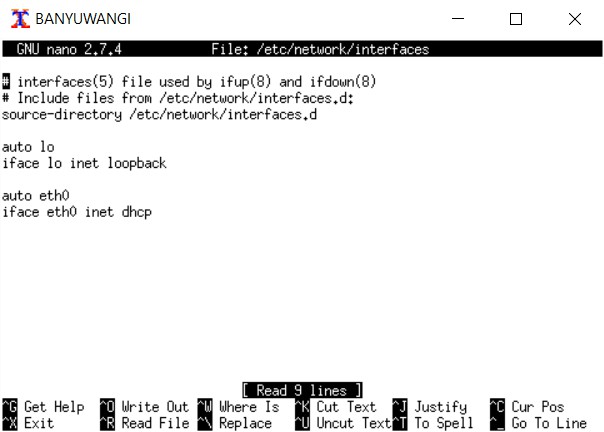 BANYUWANGI
GNU nano 2.7.4 File: /etc/network/interfaces
# interfaces(5) file used by ifup(8) and ifdown(8)
# Include files from /etc/network/interfaces.d:
source-directory /etc/network/interfaces.d
auto lo
iface lo inet loopback
auto eth0
iface eth0 inet dhcp
[ Read 9 lines ]
^G Get Help ^O Write Out ^W Where Is ^K Cut Text ^J Justify ^C Cur Pos
^X Exit ^R Read File ^\ Replace ^U Uncut Text ^T To Spell ^_ Go To Line